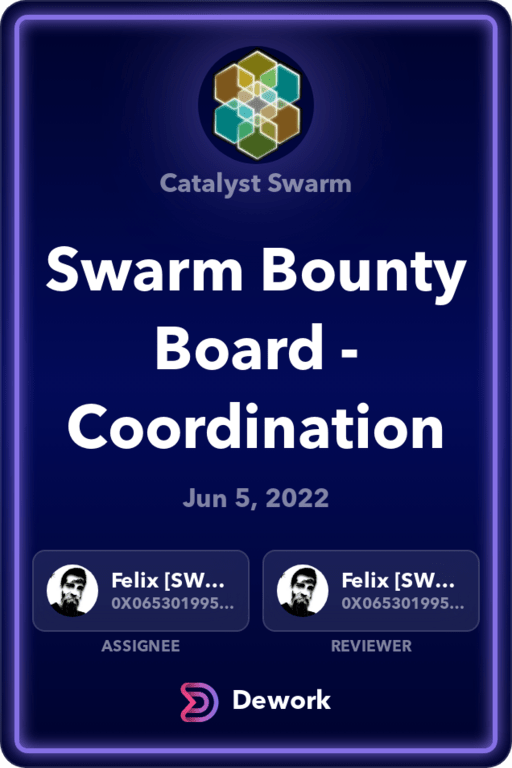 Catalyst Swarm
Swarm Bounty
Board -
Coordination
Jun 5, 2022
Felix [SW...
0X065301995...
ASSIGNEE
Felix [SW...
0X065301995...
REVIEWER
Dework